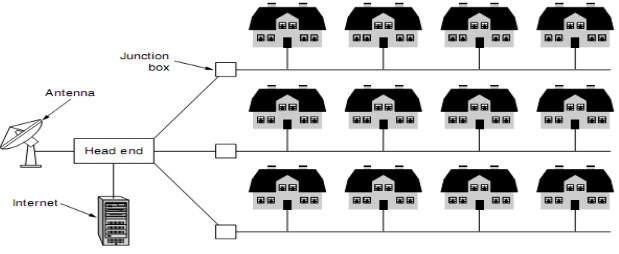 Junction
box
Antenna
Head end
Internet